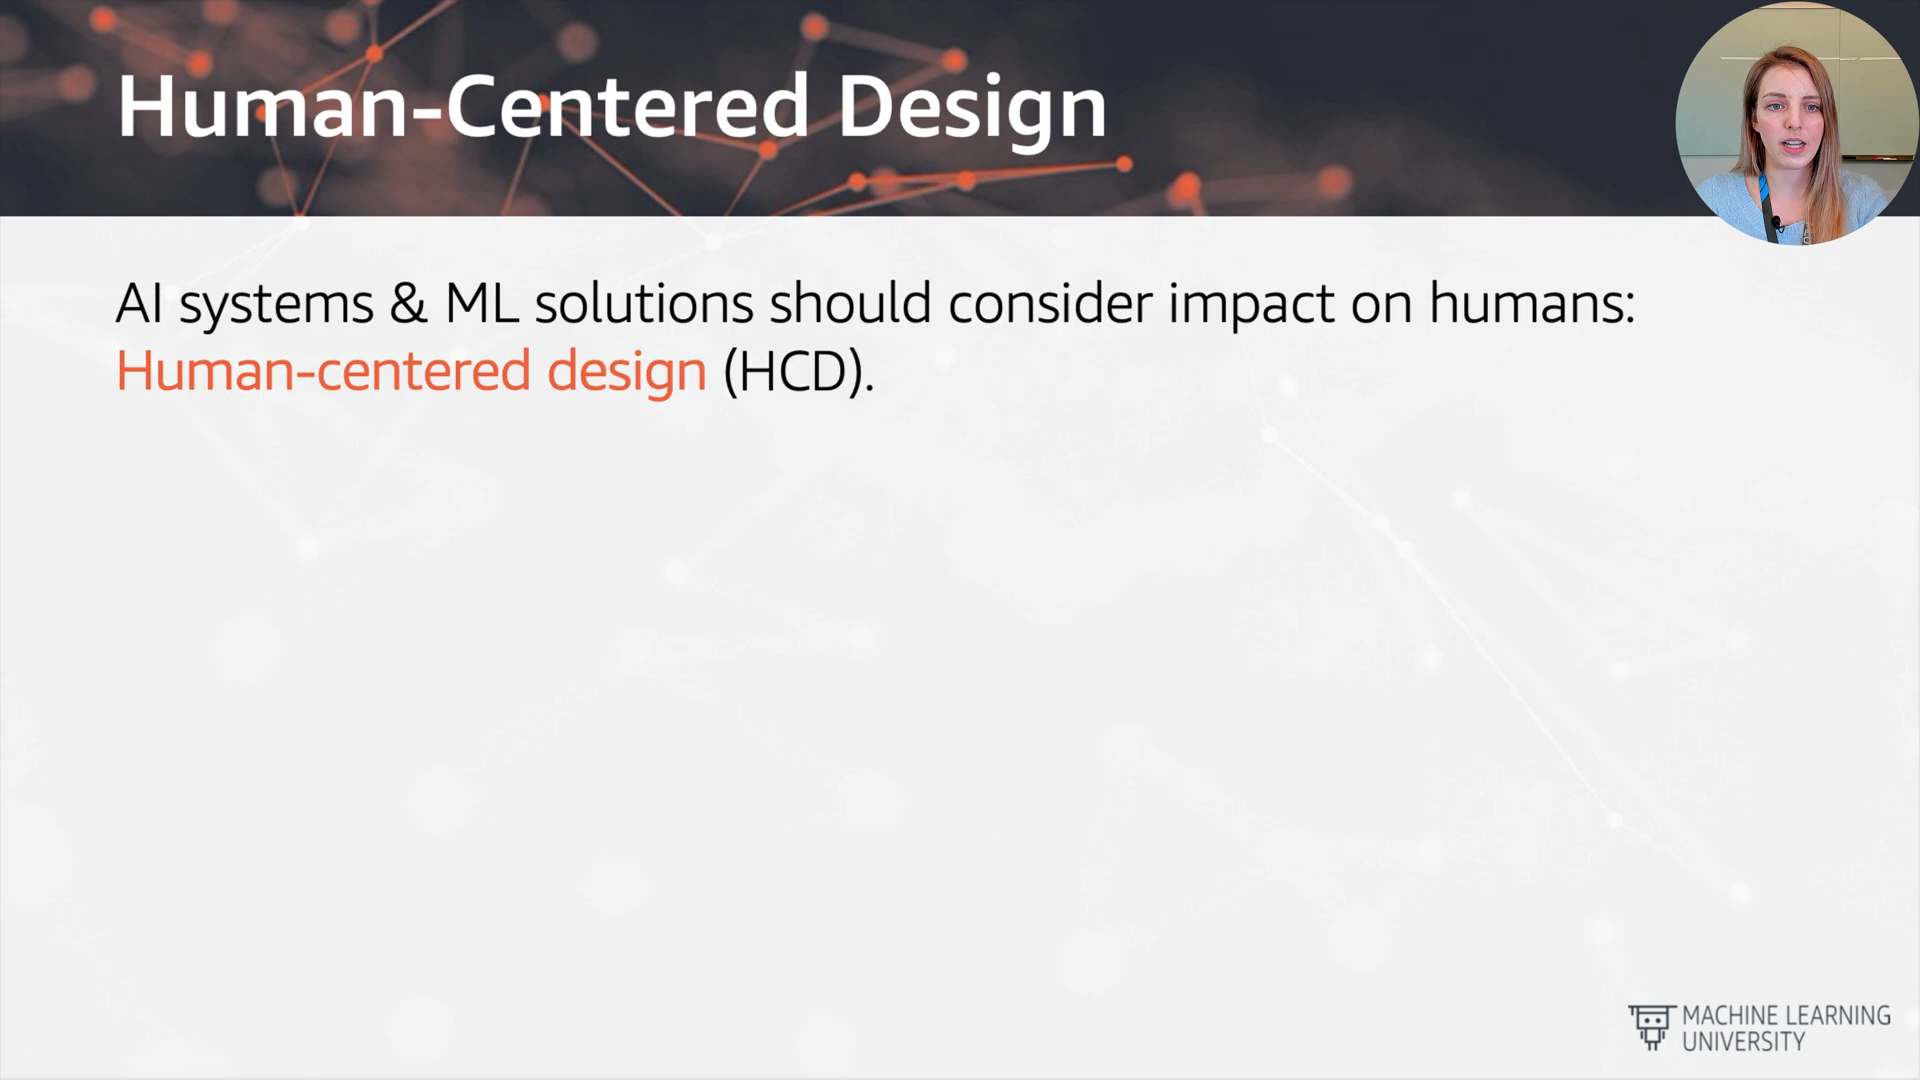 Human-Centered Design
AI systems & ML solutions should consider impact on humans:
Human-centered design (HCD).
MACHINE LEARNING
UNIVERSITY